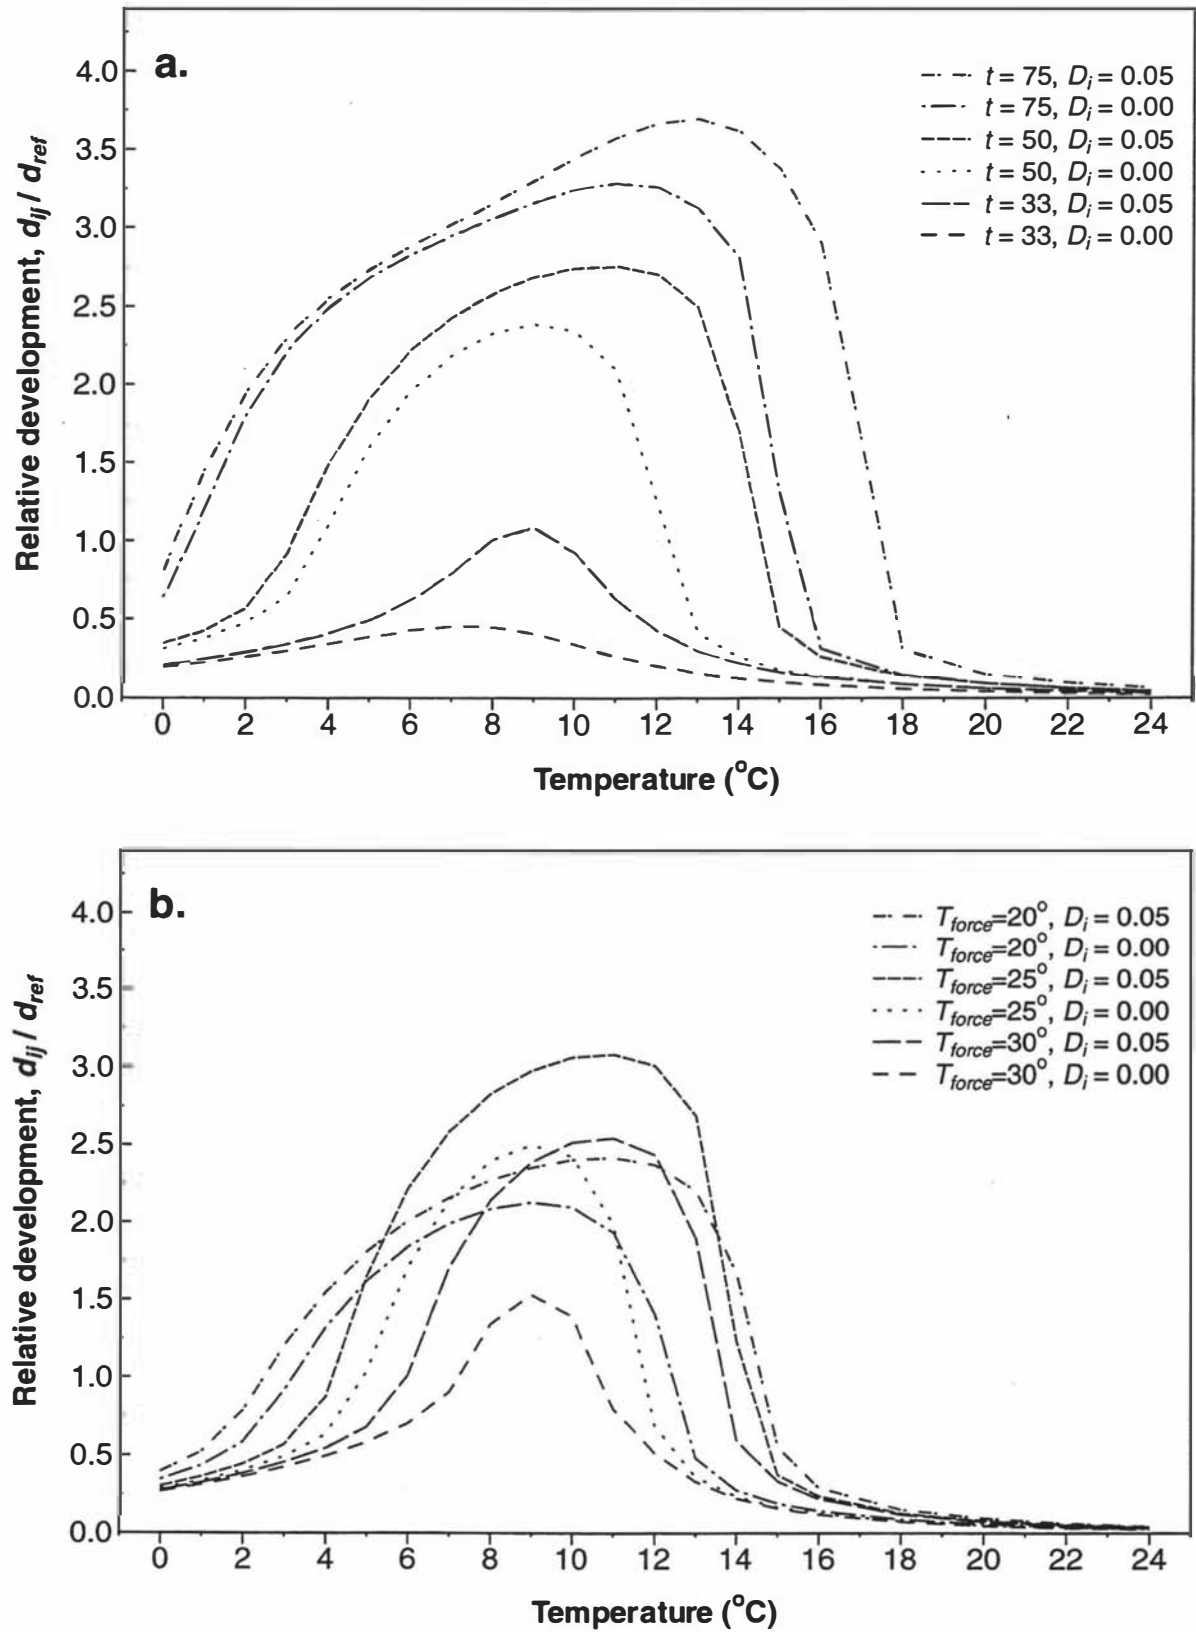 a.
4.0
3.5
3.0
2.5
2.0
1.5
1.0
0.5
0.0
Relative development, dij / dref
t = 75, Di = 0.05
t = 75, Di = 0.00
t = 50, Di = 0.05
t = 50, Di = 0.00
t = 33, Di = 0.05
t = 33, Di = 0.00
0 2 4 6 8 10 12 14 16 18 20 22 24
Temperature (°C)
b.
4.0
3.5
3.0
2.5
2.0
1.5
1.0
0.5
0.0
Relative development, dij / dref
Tforce=20°, Di = 0.05
Tforce=20°, Di = 0.00
Tforce=25°, Di = 0.05
Tforce=25°, Di = 0.00
Tforce=30°, Di = 0.05
Tforce=30°, Di = 0.00
0 2 4 6 8 10 12 14 16 18 20 22 24
Temperature (°C)